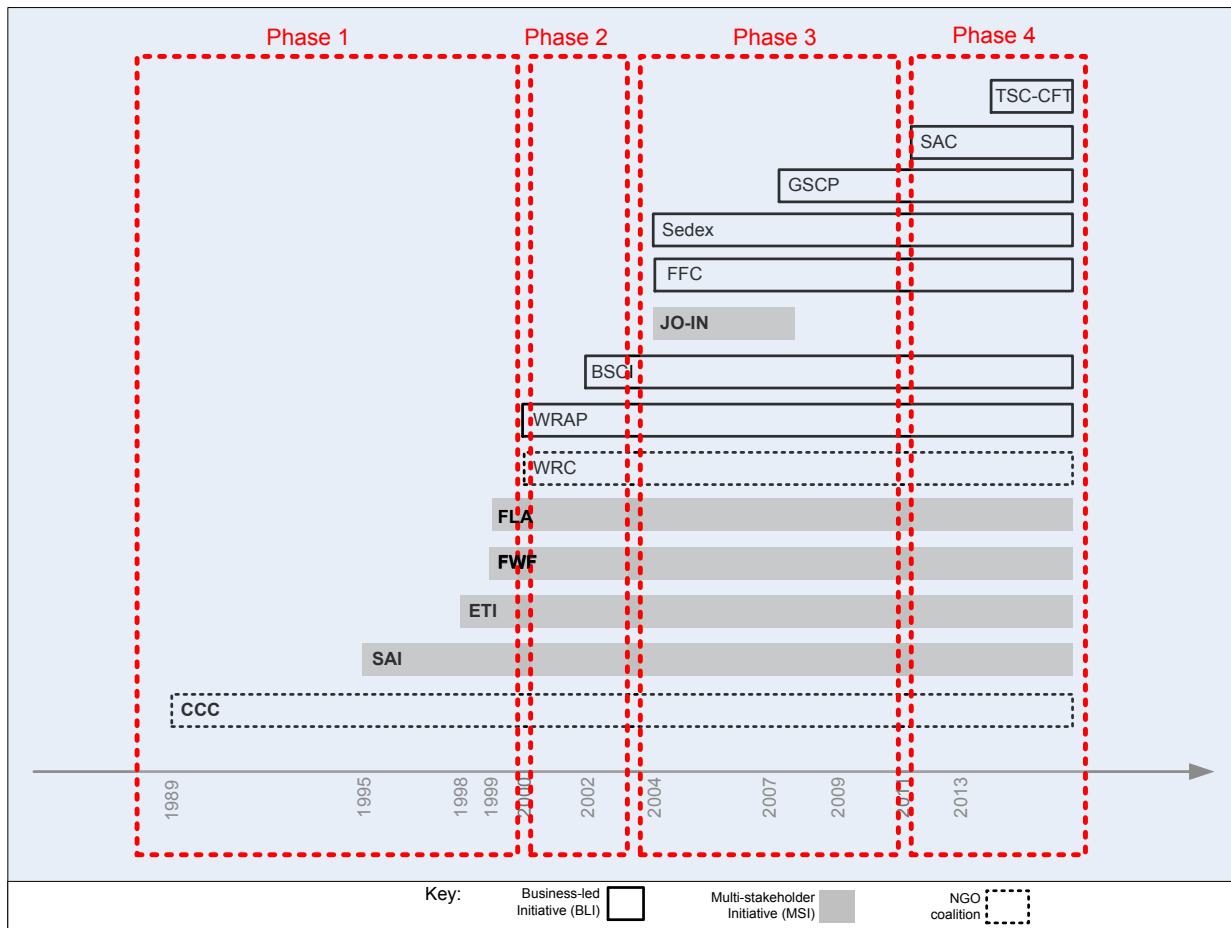 Phase 1
Phase 2
Phase 3
Phase 4
TSC-CFT
SAC
GSCP
Sedex
FFC
JO-IN
BSCI
WRAP
WRC
FLA
FWF
ETI
SAI
CCC
1989
1995
1998
1999
2000
2002
2004
2007
2009
2011
2013
Key:
Business-led
Initiative (BLI)
Multi-stakeholder
Initiative (MSI)
NGO
coalition